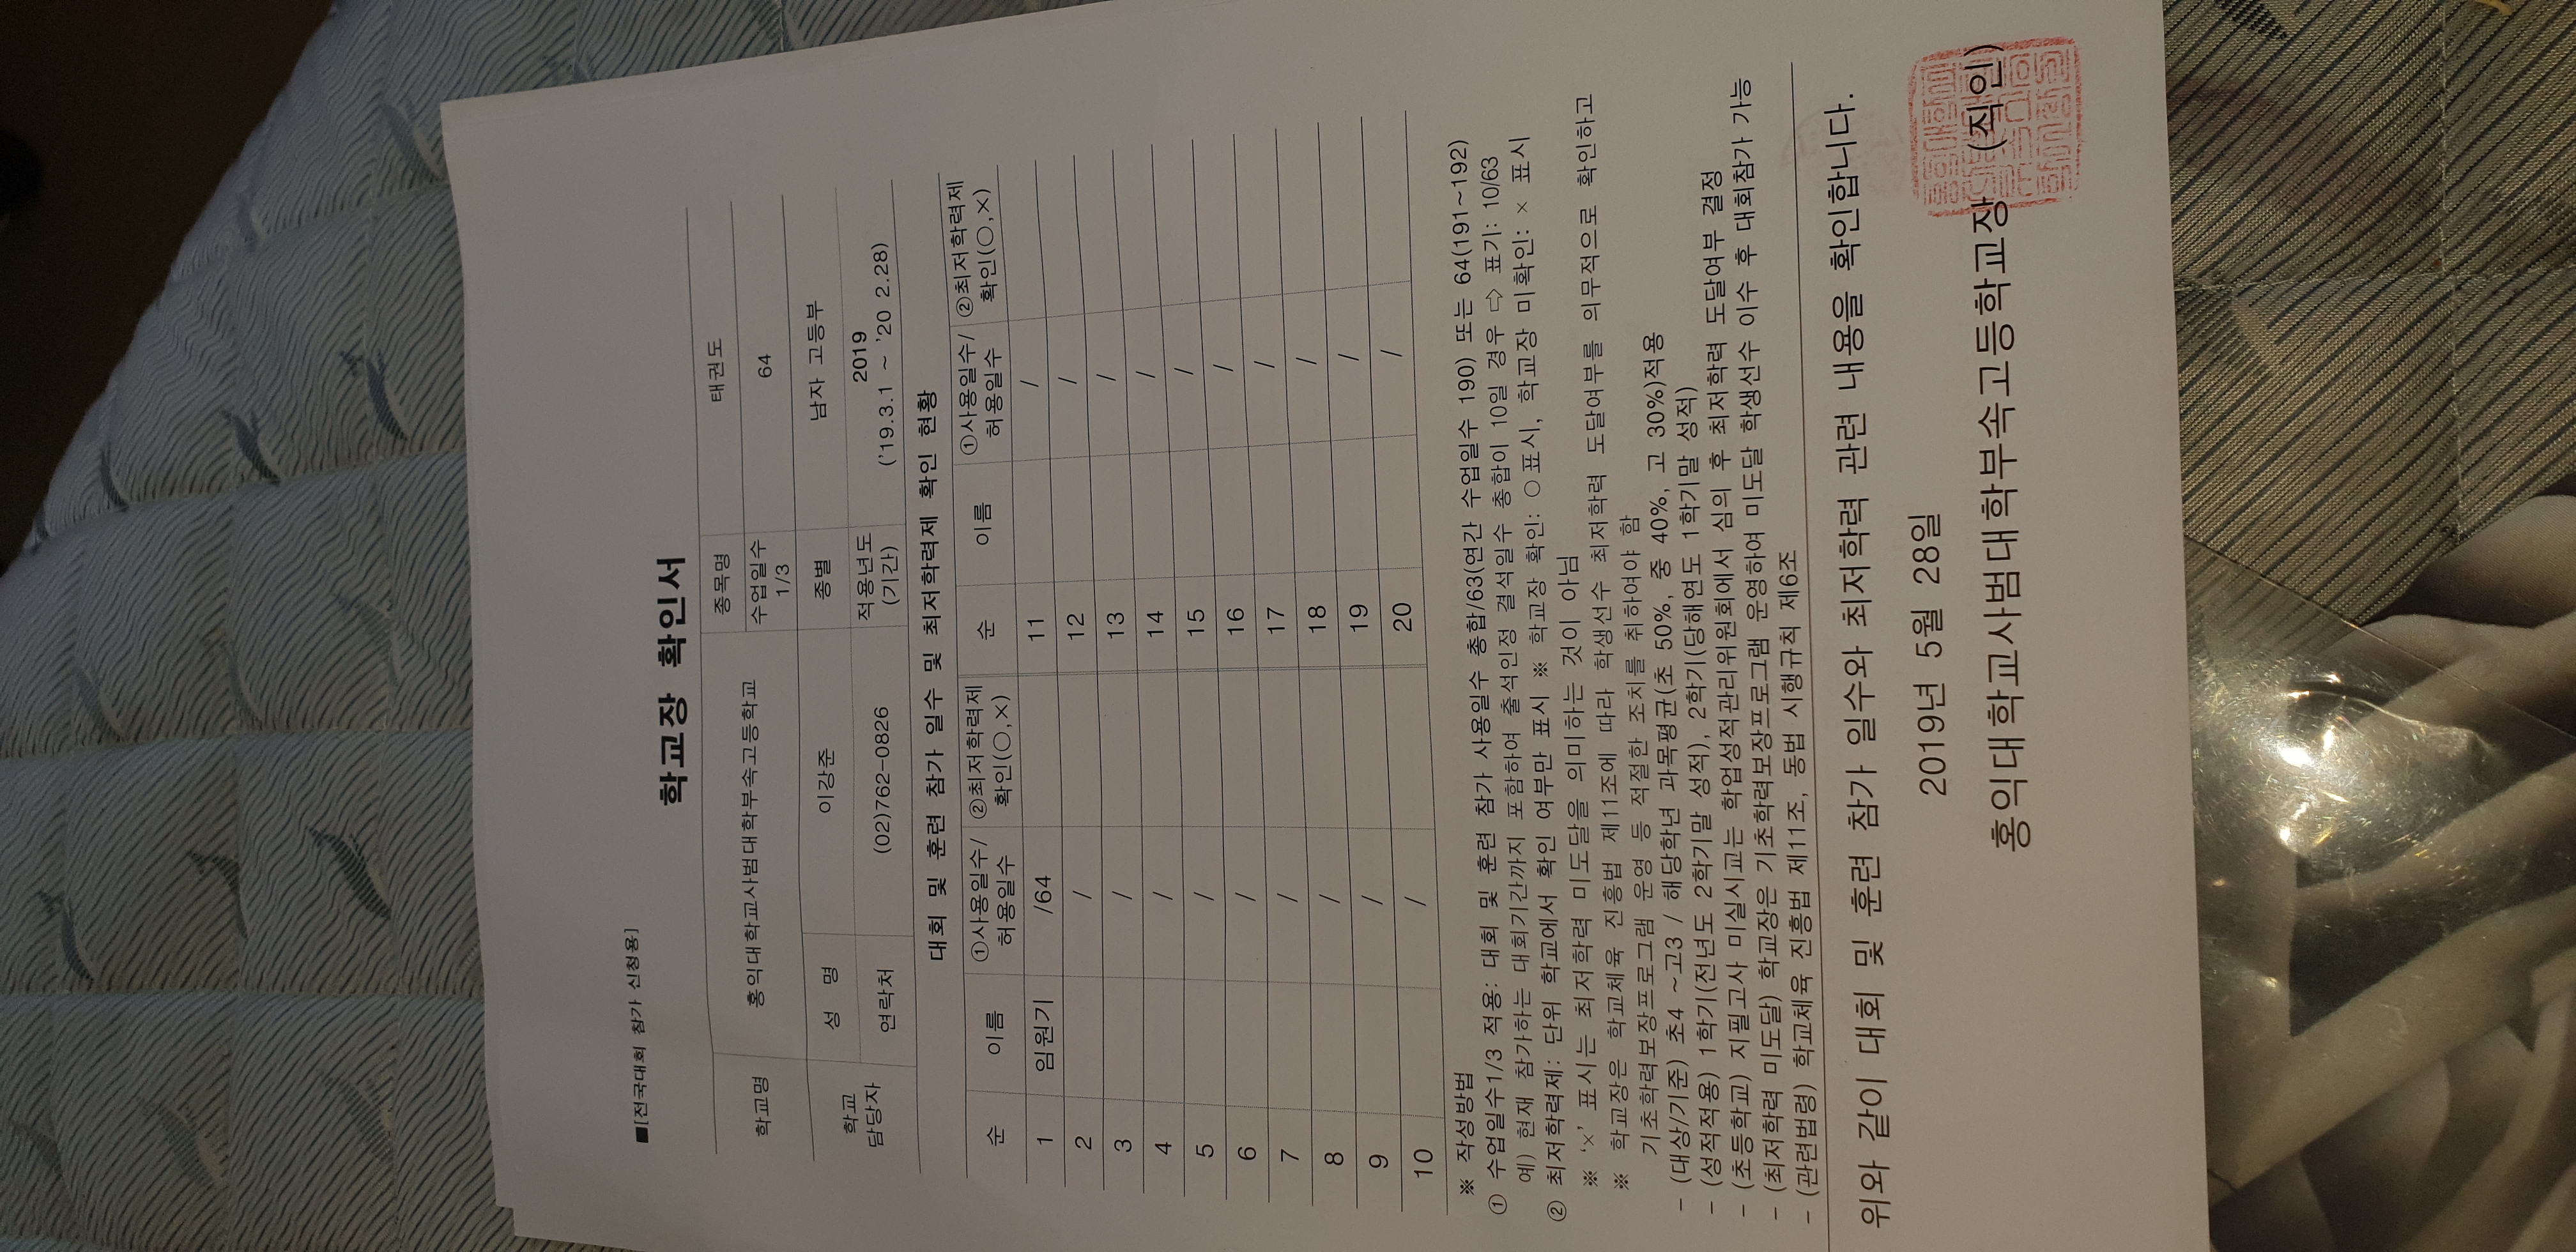 ■[전국대회 참가 신청용]
학교장 확인서
학교명 홍익대학교사범대학부속고등학교 종목명 태권도
수업일수 1/3 64
학교 담당자 성 명 이강준 종별 남자 고등부
연락처 (02)762-0826 적용년도 (기간) 2019 ('19.3.1 ~ '20 2.28)
대회 및 훈련 참가 일수 및 최저학력제 확인 현황
순 이름 ①사용일수/허용일수 ②최저학력제 확인(○,×) 순 이름 ①사용일수/허용일수 ②최저학력제 확인(○,×)
1 임원기 /64 11 /
2 / 12 /
3 / 13 /
4 / 14 /
5 / 15 /
6 / 16 /
7 / 17 /
8 / 18 /
9 / 19 /
10 / 20 /
※ 작성방법
① 수업일수1/3 적용: 대회 및 훈련 참가 사용일수 총합/63(연간 수업일수 190) 또는 64(191~192)
예) 현재 참가하는 대회기간까지 포함하여 출석인정 결석일수 총합이 10일 경우 ⇨ 표기: 10/63
② 최저학력제: 단위 학교에서 확인 여부만 표시 ※ 학교장 확인: ○표시, 학교장 미확인: × 표시
※ '×' 표시는 최저학력 미도달을 의미하는 것이 아님
※ 학교장은 학교체육 진흥법 제11조에 따라 학생선수 최저학력 도달여부를 의무적으로 확인하고
기초학력보장프로그램 운영 등 적절한 조치를 취하여야 함
- (대상/기준) 초4 ~고3 / 해당학년 과목평균(초 50%, 중 40%, 고 30%)적용
- (성적적용) 1학기(전년도 2학기말 성적), 2학기(당해연도 1학기말 성적)
- (초등학교) 지필고사 미실시교는 학업성적관리위원회에서 심의 후 최저학력 도달여부 결정
- (최저학력 미도달) 학교장은 기초학력보장프로그램 운영하여 미도달 학생선수 이수 후 대회참가 가능
- (관련법령) 학교체육 진흥법 제11조, 동법 시행규칙 제6조
위와 같이 대회 및 훈련 참가 일수와 최저학력 관련 내용을 확인합니다.
2019년 5월 28일
홍익대학교사범대학부속고등학교장 (직인)